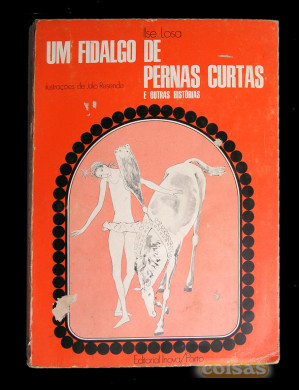 Ilse Losa
UM FIDALGO DE
PERNAS CURTAS
ilustrações de Júlio Resende
E OUTRAS HISTÓRIAS
Editorial Inova/Porto
coisas